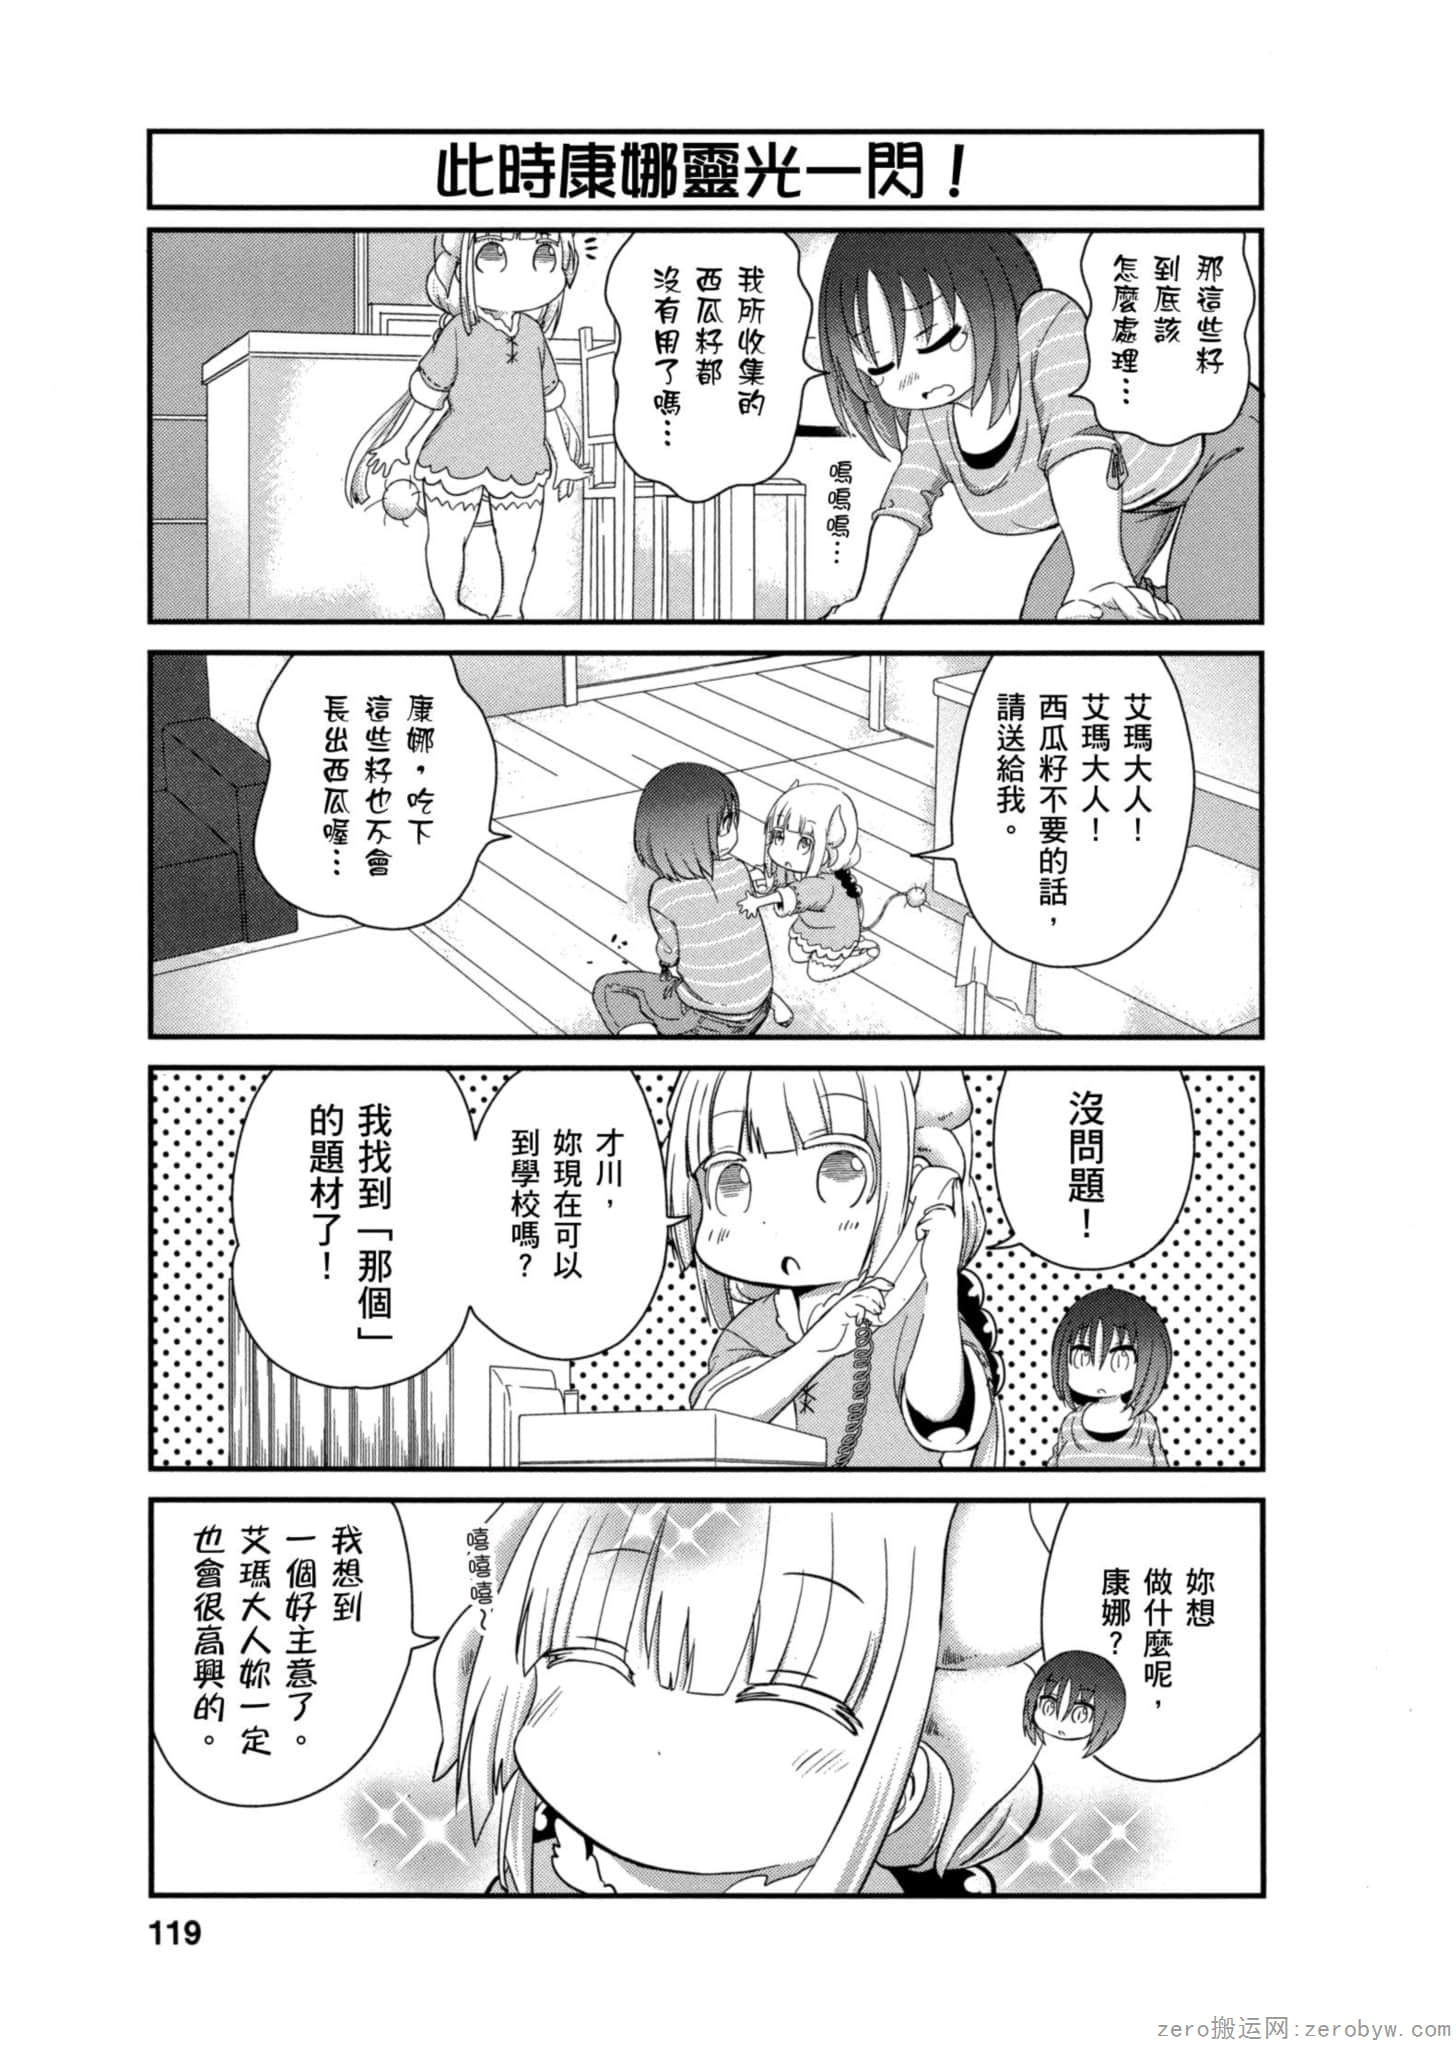 此時康娜靈光一閃！
那這些籽
到底該
怎麼處理…
我所收集的
西瓜籽都
沒有用了嗎…
嗚嗚嗚…
艾瑪大人！
艾瑪大人！
西瓜籽不要的話，
請送給我。
康娜，吃下
這些籽也不會
長出西瓜喔…
沒問題！
才川，
妳現在可以
到學校嗎？
我找到「那個」
的題材了！
妳想
做什麼呢，
康娜？
嘻嘻嘻～
我想到
一個好主意了。
艾瑪大人妳一定
也會很高興的。
119
zero搬运网:zerobyw.com